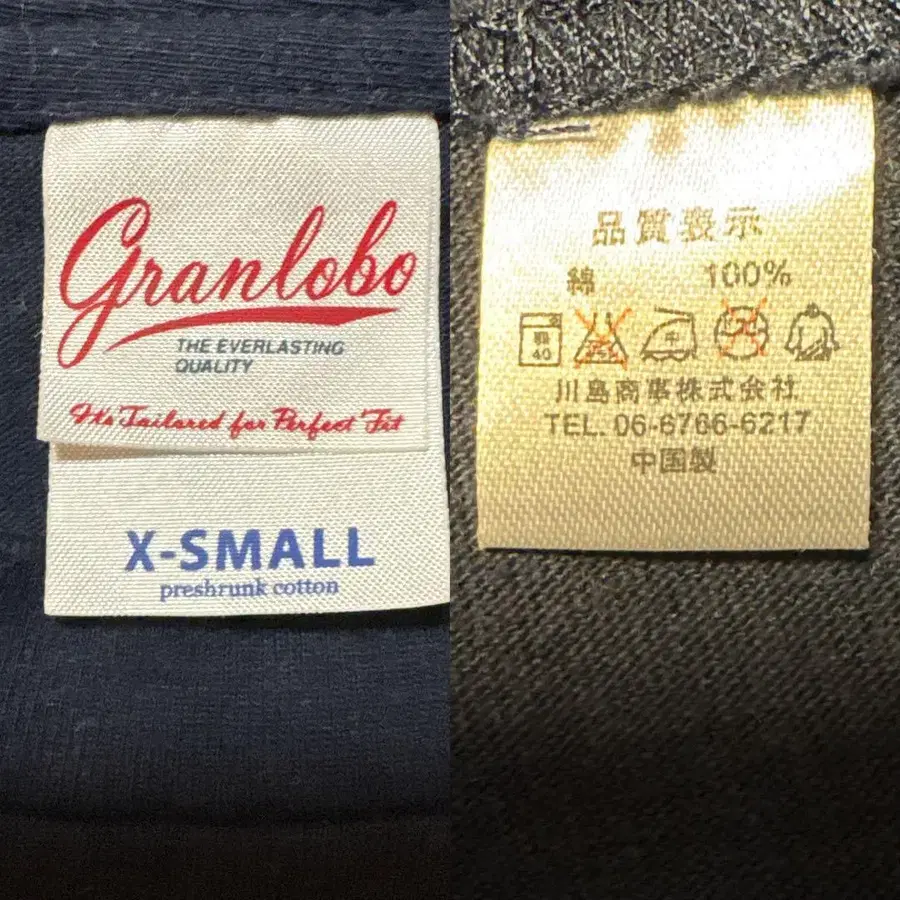 Granlobo
THE EVERLASTING
QUALITY
It's Tailored for Perfect Fit
X-SMALL
preshrunk cotton
品質表示
綿 100%
40
中
川島商事株式会社
TEL. 06-6766-6217
中国製